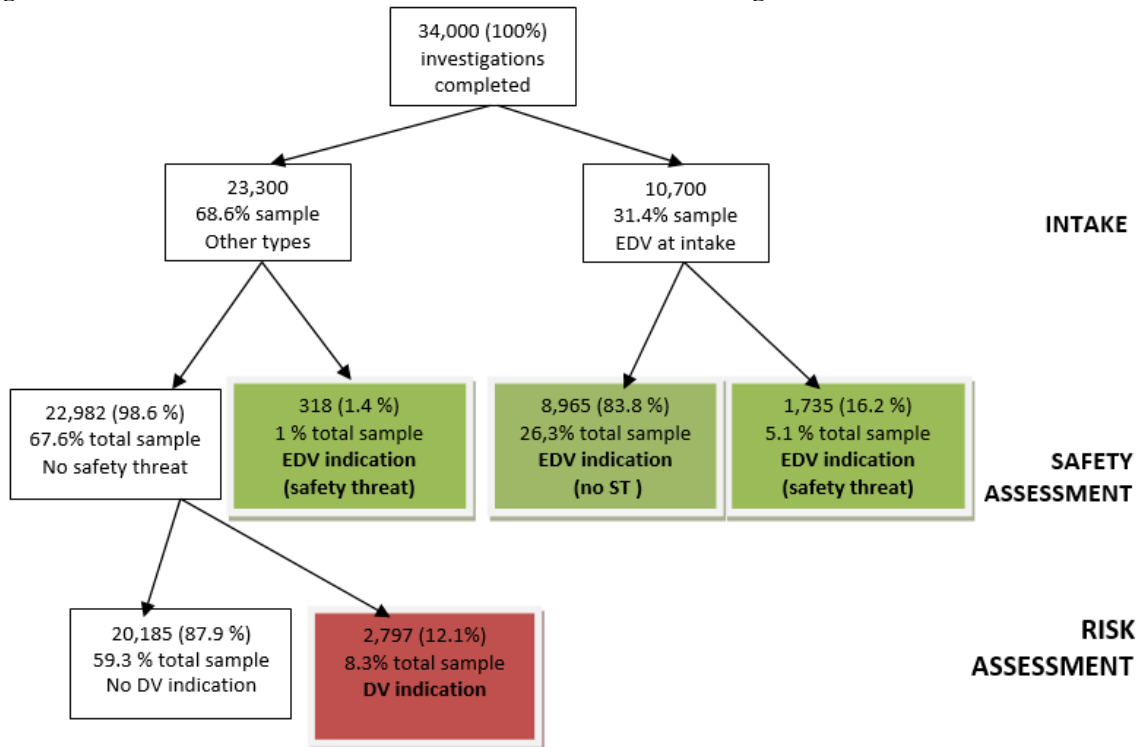 34,000 (100%)
investigations
completed
23,300
68.6% sample
Other types
10,700
31.4% sample
EDV at intake
INTAKE
22,982 (98.6 %)
67.6% total sample
No safety threat
318 (1.4 %)
1 % total sample
EDV indication
(safety threat)
8,965 (83.8 %)
26,3% total sample
EDV indication
(no ST )
1,735 (16.2 %)
5.1 % total sample
EDV indication
(safety threat)
SAFETY
ASSESSMENT
20,185 (87.9 %)
59.3 % total sample
No DV indication
2,797 (12.1%)
8.3% total sample
DV indication
RISK
ASSESSMENT